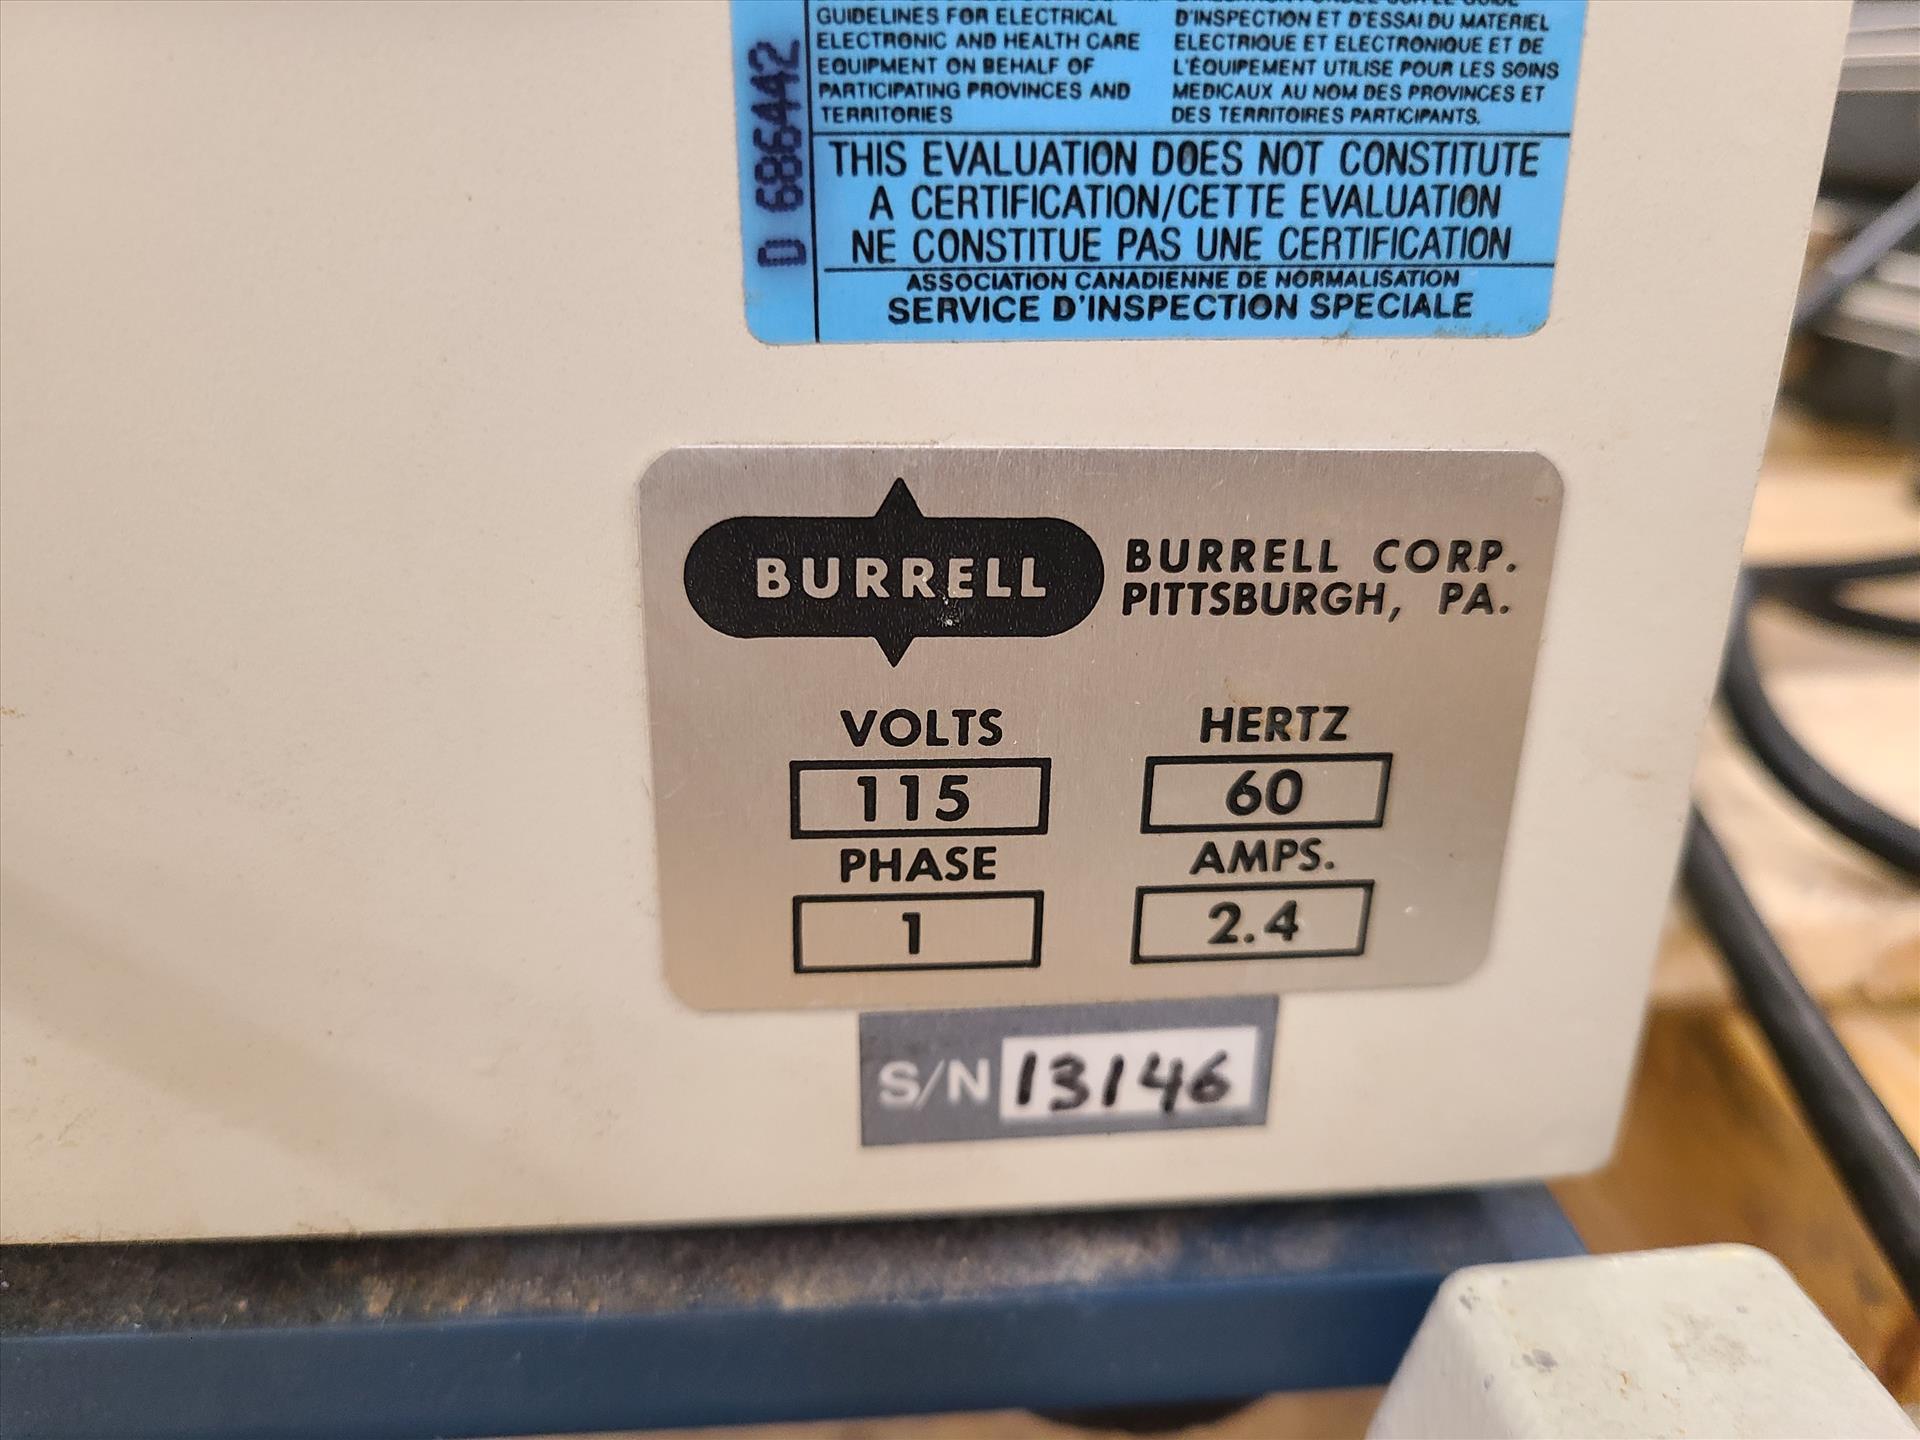 GUIDELINES FOR ELECTRICAL
ELECTRONIC AND HEALTH CARE
EQUIPMENT ON BEHALF OF
PARTICIPATING PROVINCES AND
TERRITORIES
D'INSPECTION ET D'ESSAI DU MATERIEL
ELECTRIQUE ET ELECTRONIQUE ET DE
L'ÉQUIPEMENT UTILISE POUR LES SOINS
MEDICAUX AU NOM DES PROVINCES ET
DES TERRITOIRES PARTICIPANTS.
D 686442
THIS EVALUATION DOES NOT CONSTITUTE
A CERTIFICATION/CETTE EVALUATION
NE CONSTITUE PAS UNE CERTIFICATION
ASSOCIATION CANADIENNE DE NORMALISATION
SERVICE D'INSPECTION SPECIALE
BURRELL
BURRELL CORP.
PITTSBURGH, PA.
VOLTS HERTZ
115 60
PHASE AMPS.
1 2.4
S/N 13146